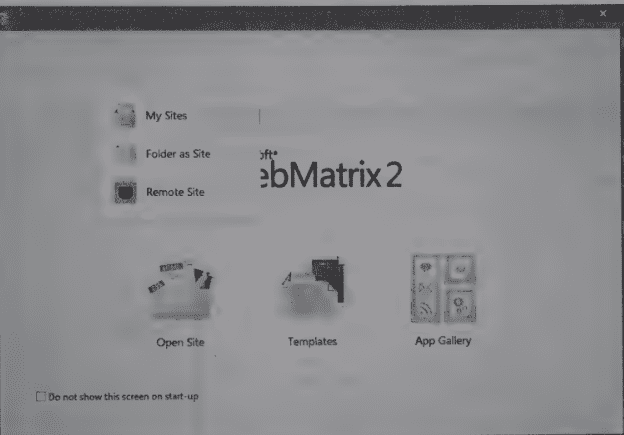 My Sites
Folder as Site
Remote Site
oft*
ebMatrix 2
Open Site
Templates
App Gallery
Do not show this screen on start-up